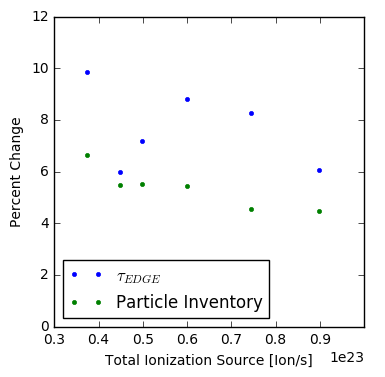 12
10
8
6
4
2
0
Percent Change
τ_EDGE
Particle Inventory
0.3 0.4 0.5 0.6 0.7 0.8 0.9
1e23
Total Ionization Source [Ion/s]